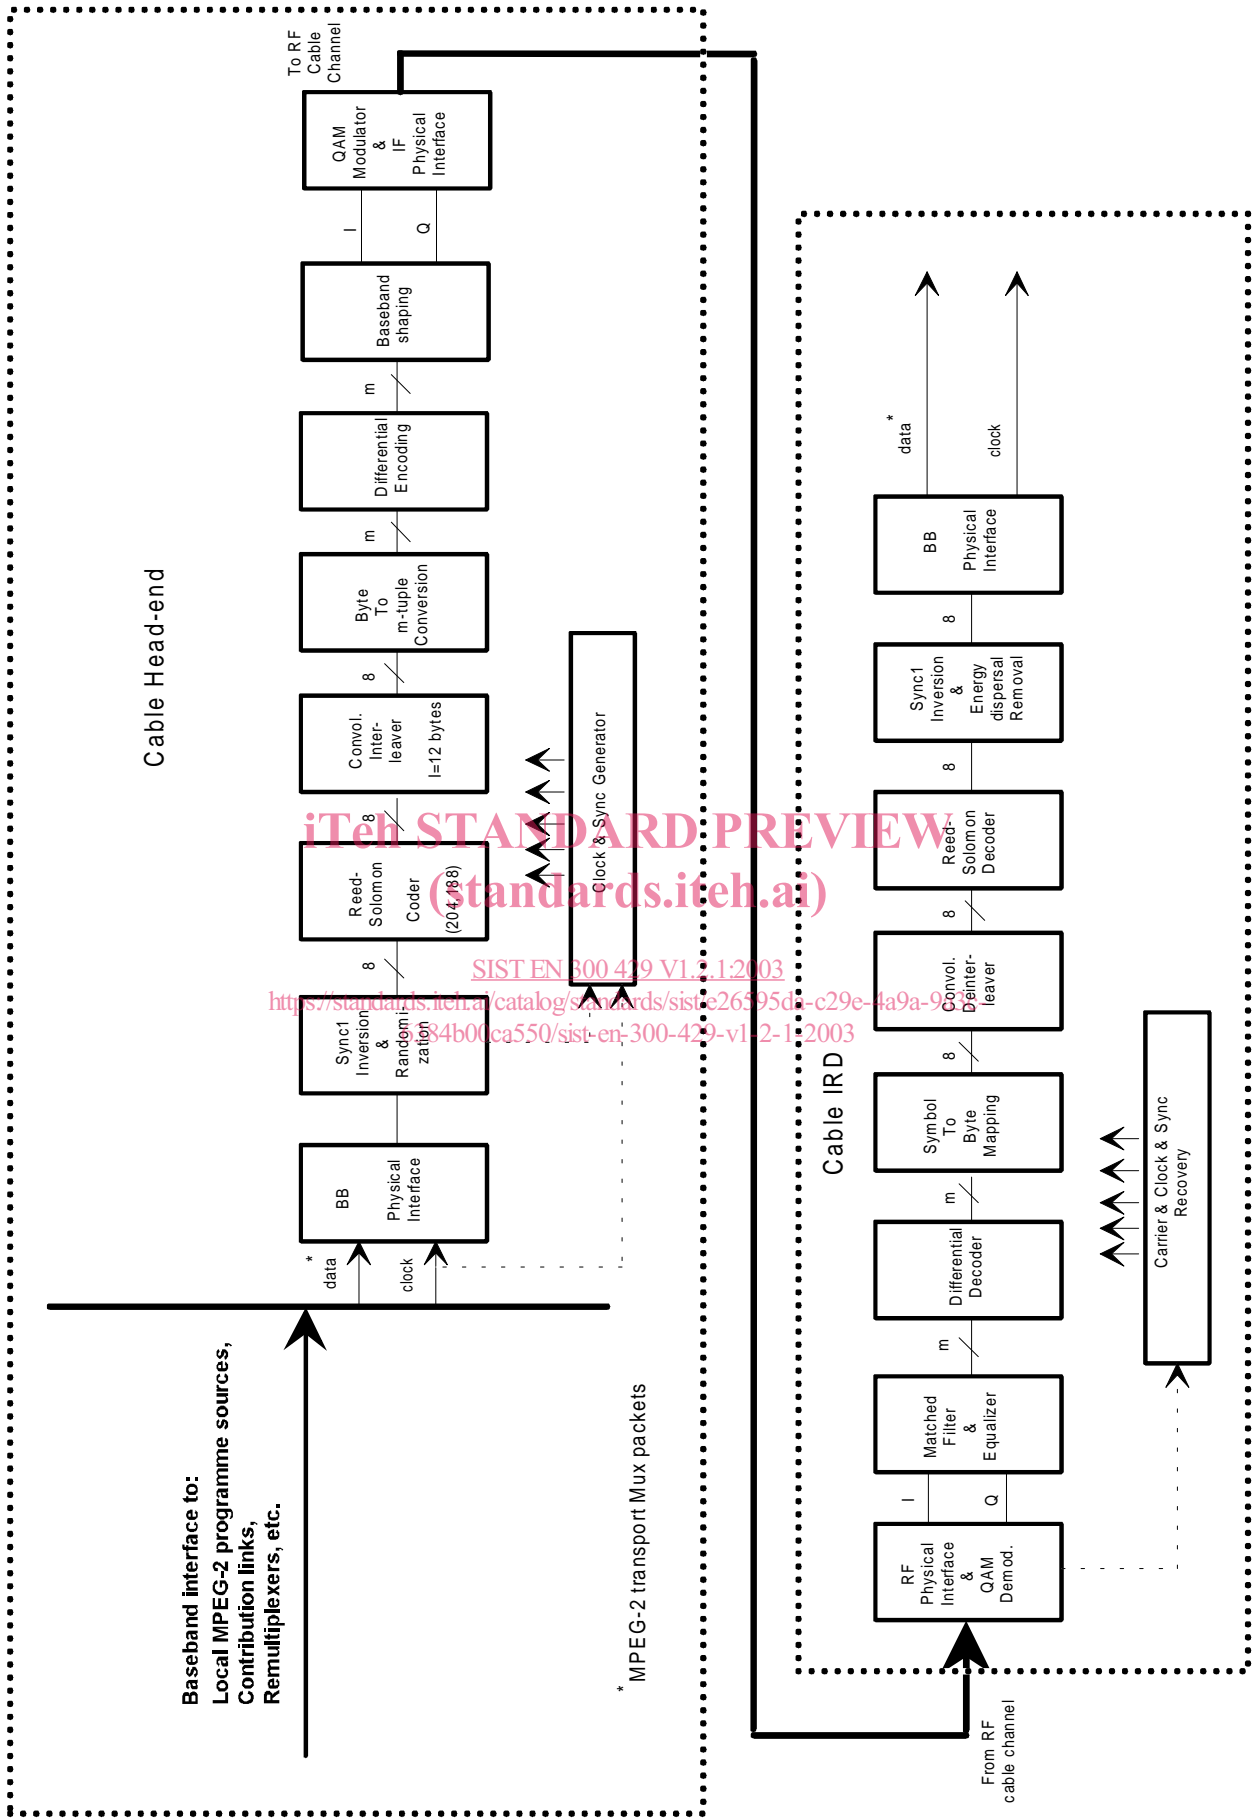 Cable Head-end
Baseband interface to:
Local MPEG-2 programme sources,
Contribution links,
Remultiplexers, etc.
data *
clock
BB
Physical
Interface
Sync1
Inversion
&
Randomi-
zation
8
Reed-
Solomon
Coder
(204,188)
8
Convol.
Inter-
leaver
I=12 bytes
8
Byte
To
m-tuple
Conversion
m
Differential
Encoding
m
Baseband
shaping
I
Q
QAM
Modulator
&
IF
Physical
Interface
To RF
Cable
Channel
Clock & Sync Generator
* MPEG-2 transport Mux packets
iTeh STANDARD PREVIEW
(standards.iteh.ai)
SIST EN 300 429 V1.2.1:2003
https://standards.iteh.ai/catalog/standards/sist/e26595da-c29e-4a9a-
6384b00ca550/sist-en-300-429-v1-2-1-2003
Cable IRD
From RF
cable channel
RF
Physical
Interface
&
QAM
Demod.
I
Q
Matched
Filter
&
Equalizer
m
Differential
Decoder
m
Symbol
To
Byte
Mapping
8
Convol.
Deinter-
leaver
8
Reed-
Solomon
Decoder
8
Sync1
Inversion
&
Energy
dispersal
Removal
8
BB
Physical
Interface
data *
clock
Carrier & Clock & Sync
Recovery